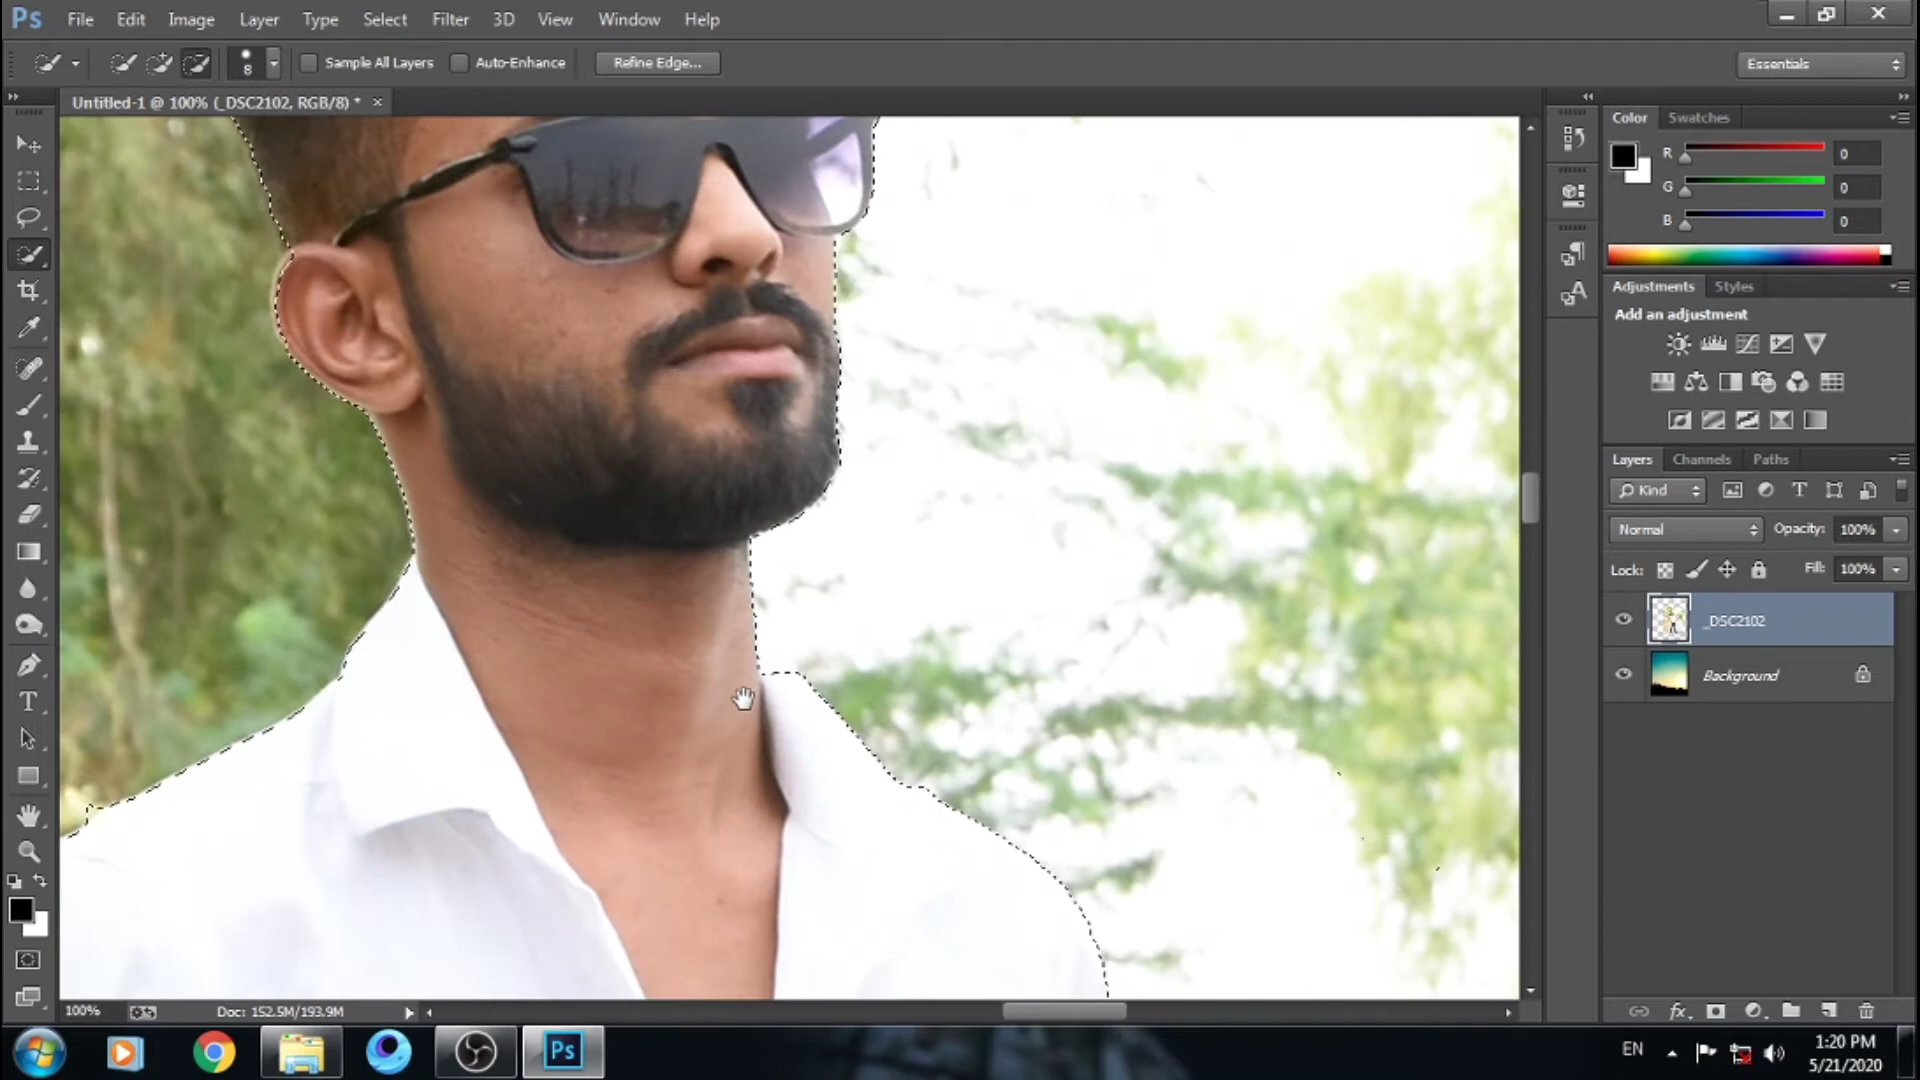 Ps File Edit Image Layer Type Select Filter 3D View Window Help
8 Sample All Layers Auto-Enhance Refine Edge... Essentials
Untitled-1 @ 100% (_DSC2102, RGB/8) * ×
Color Swatches
R 0
G 0
B 0
Adjustments Styles
Add an adjustment
Layers Channels Paths
Kind
Normal Opacity: 100%
Lock: Fill: 100%
_DSC2102
Background
100% Doc: 152.5M/193.9M
Ps EN 1:20 PM
5/21/2020